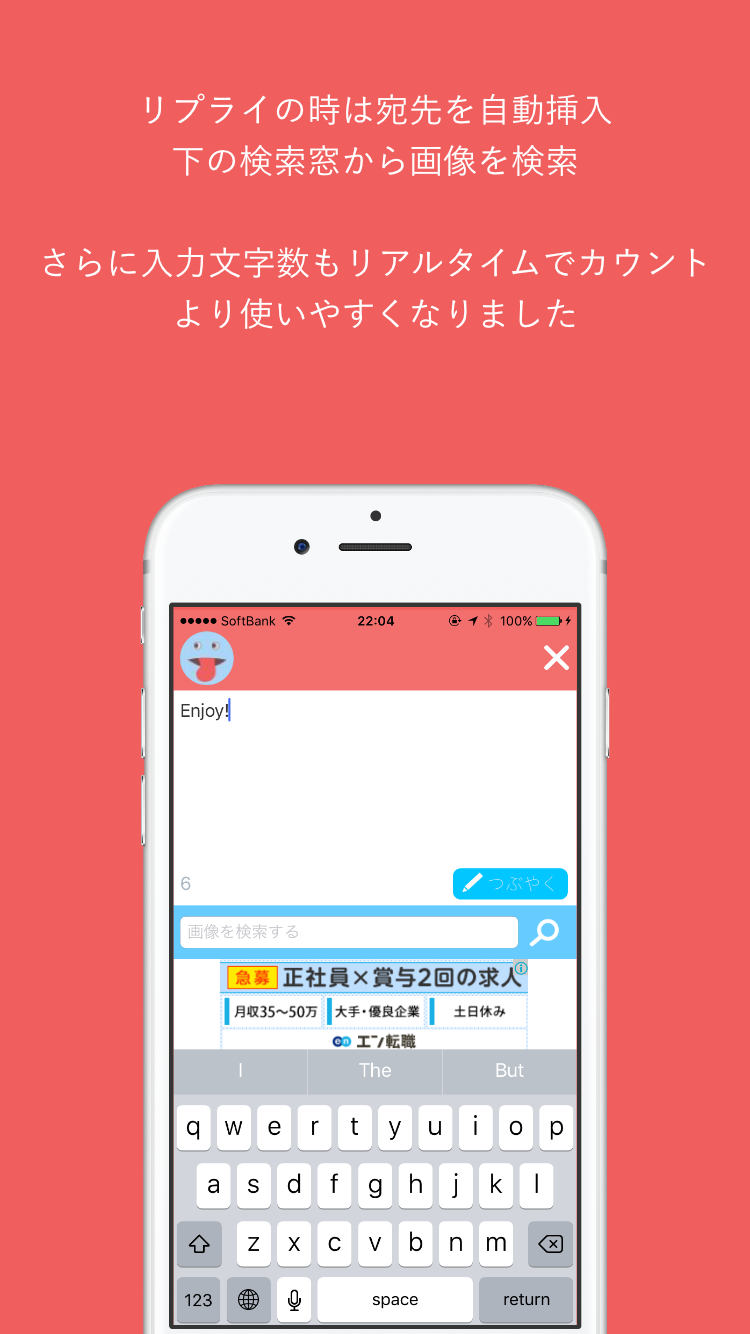 リプライの時は宛先を自動挿入
下の検索窓から画像を検索
さらに入力文字数もリアルタイムでカウント
より使いやすくなりました
SoftBank 22:04 100%
Enjoy!
6 つぶやく
画像を検索する
急募 正社員×賞与2回の求人
月収35〜50万 大手・優良企業 土日休み
en エン転職
I The But
q w e r t y u i o p
a s d f g h j k l
z x c v b n m
123 space return